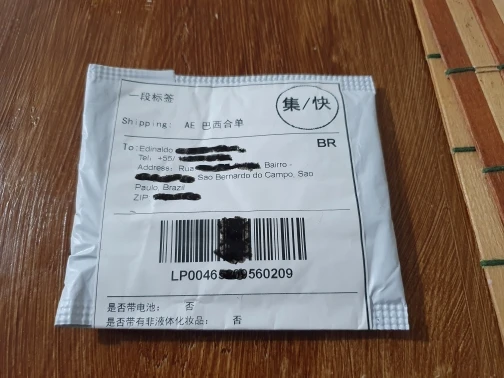 一段标签
集/快
Shipping: AE 巴西合单
BR
To: Edinaldo
Tel: +55/
Address: Rua Bairro -
Sao Bernardo do Campo, Sao
Paulo, Brazil
ZIP
LP0046 560209
是否带电池： 否
是否带有非液体化妆品： 否